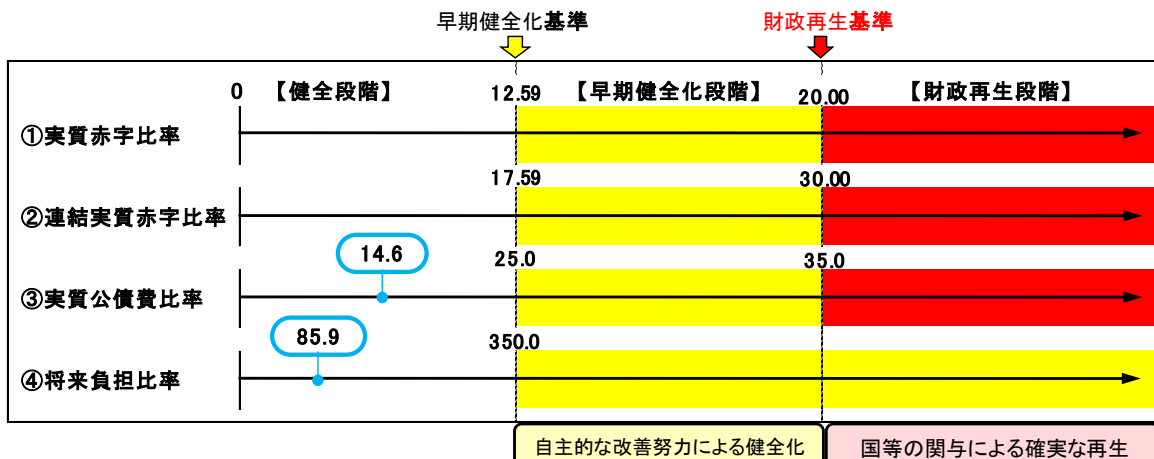 早期健全化基準 財政再生基準
0 【健全段階】 12.59 【早期健全化段階】 20.00 【財政再生段階】
①実質赤字比率
17.59 30.00
②連結実質赤字比率
14.6 25.0 35.0
③実質公債費比率
85.9 350.0
④将来負担比率
自主的な改善努力による健全化 国等の関与による確実な再生